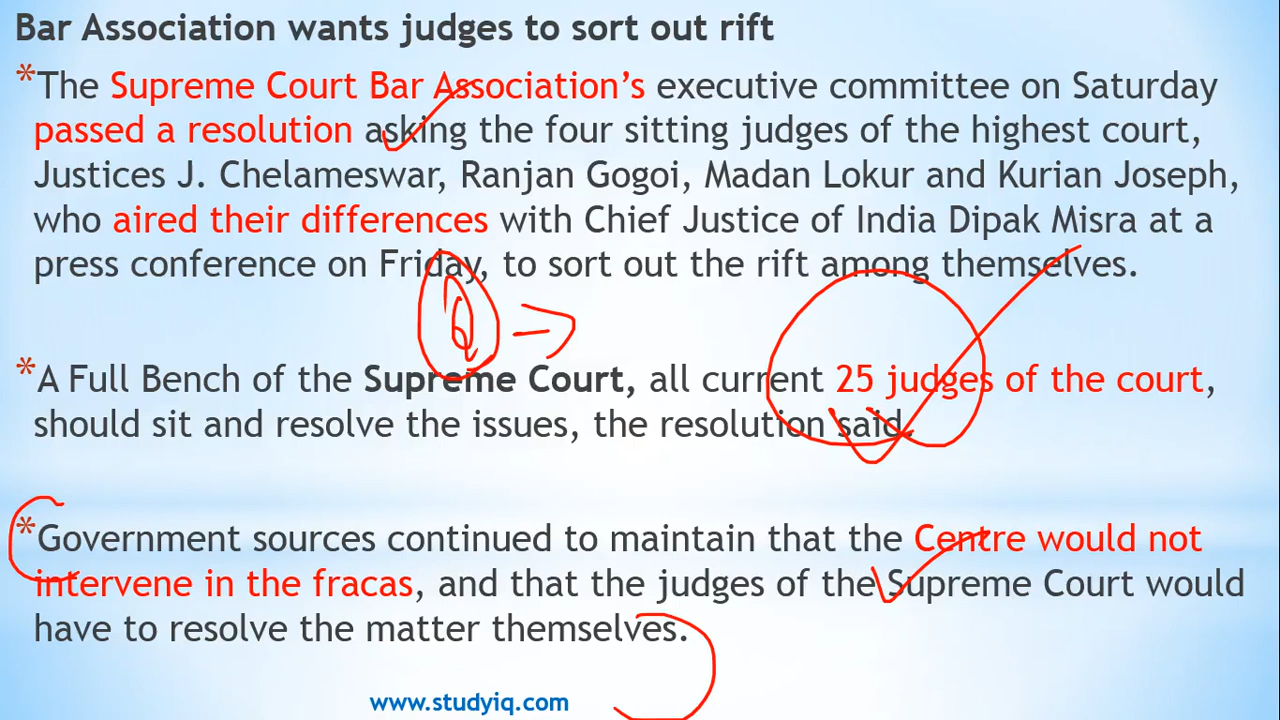 Bar Association wants judges to sort out rift
*The Supreme Court Bar Association's executive committee on Saturday
passed a resolution asking the four sitting judges of the highest court,
Justices J. Chelameswar, Ranjan Gogoi, Madan Lokur and Kurian Joseph,
who aired their differences with Chief Justice of India Dipak Misra at a
press conference on Friday, to sort out the rift among themselves.
*A Full Bench of the Supreme Court, all current 25 judges of the court,
should sit and resolve the issues, the resolution said.
*Government sources continued to maintain that the Centre would not
intervene in the fracas, and that the judges of the Supreme Court would
have to resolve the matter themselves.
www.studyiq.com